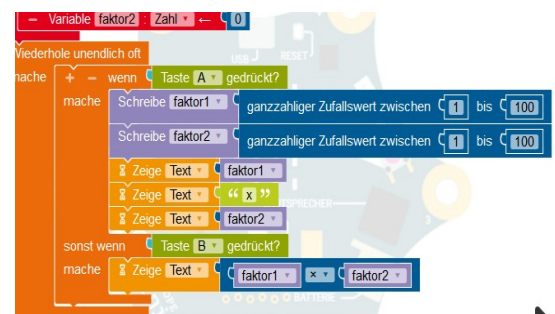 – Variable faktor2 : Zahl ← 0
Wiederhole unendlich oft
mache + – wenn Taste A gedrückt?
mache Schreibe faktor1 ganzzahliger Zufallswert zwischen 1 bis 100
Schreibe faktor2 ganzzahliger Zufallswert zwischen 1 bis 100
Zeige Text faktor1
Zeige Text “ x ”
Zeige Text faktor2
sonst wenn Taste B gedrückt?
mache Zeige Text faktor1 × faktor2
USB
RESET
BATTERIE